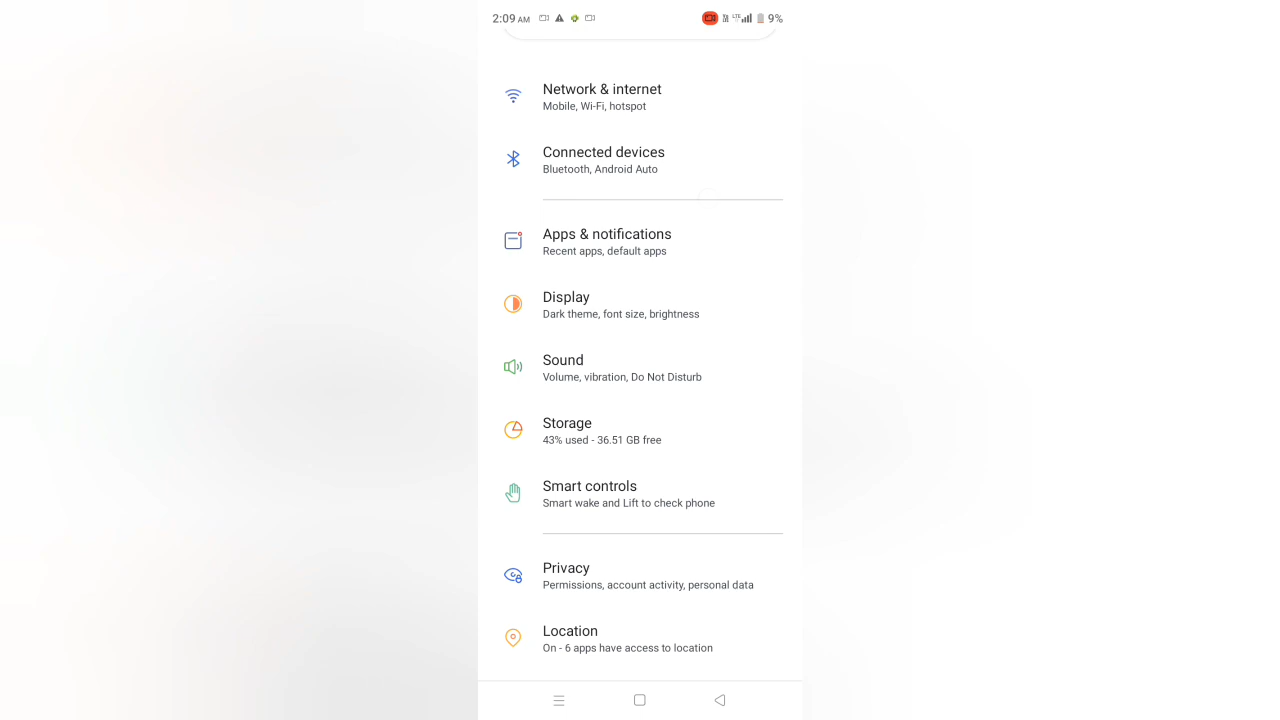 2:09 AM LTE 9%
Network & internet
Mobile, Wi-Fi, hotspot
Connected devices
Bluetooth, Android Auto
Apps & notifications
Recent apps, default apps
Display
Dark theme, font size, brightness
Sound
Volume, vibration, Do Not Disturb
Storage
43% used - 36.51 GB free
Smart controls
Smart wake and Lift to check phone
Privacy
Permissions, account activity, personal data
Location
On - 6 apps have access to location